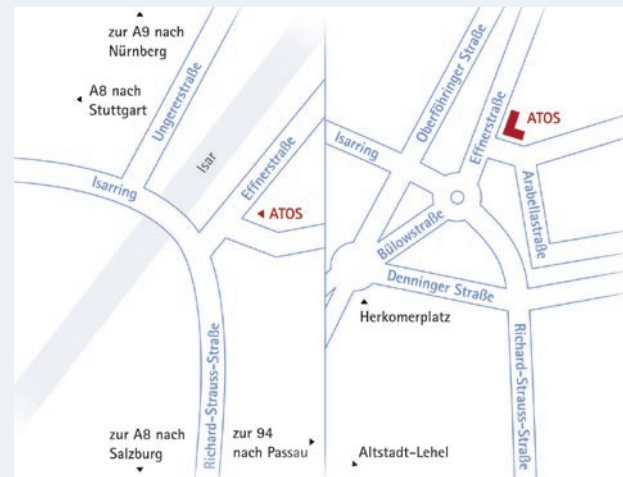 zur A9 nach
Nürnberg
A8 nach
Stuttgart
Ungererstraße
Isar
Isarring
Effnerstraße
ATOS
Richard-Strauss-Straße
zur A8 nach
Salzburg
zur 94
nach Passau
Oberföhringer Straße
Isarring
Effnerstraße
ATOS
Arabellastraße
Bülowstraße
Denninger Straße
Herkomerplatz
Richard-Strauss-Straße
Altstadt-Lehel